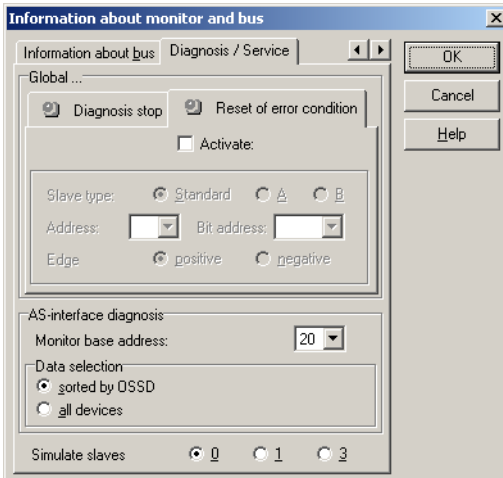 Information about monitor and bus
Information about bus Diagnosis / Service
OK
Cancel
Help
Global ...
Diagnosis stop Reset of error condition
Activate:
Slave type: Standard A B
Address: Bit address:
Edge positive negative
AS-interface diagnosis
Monitor base address: 20
Data selection
sorted by OSSD
all devices
Simulate slaves 0 1 3